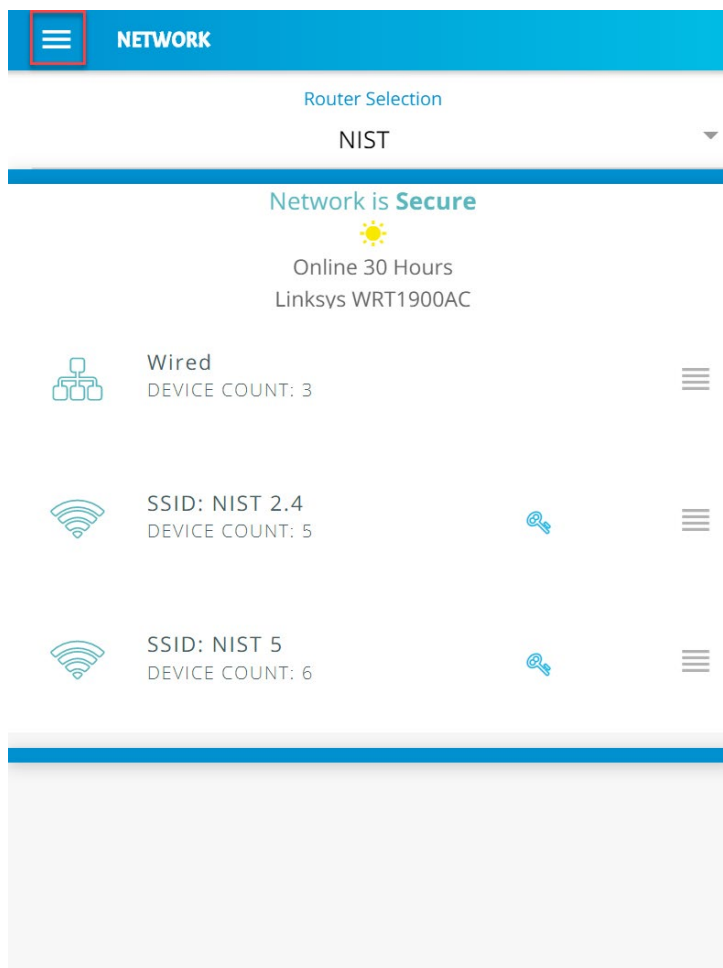 NETWORK
Router Selection
NIST
Network is Secure
Online 30 Hours
Linksys WRT1900AC
Wired
DEVICE COUNT: 3
SSID: NIST 2.4
DEVICE COUNT: 5
SSID: NIST 5
DEVICE COUNT: 6